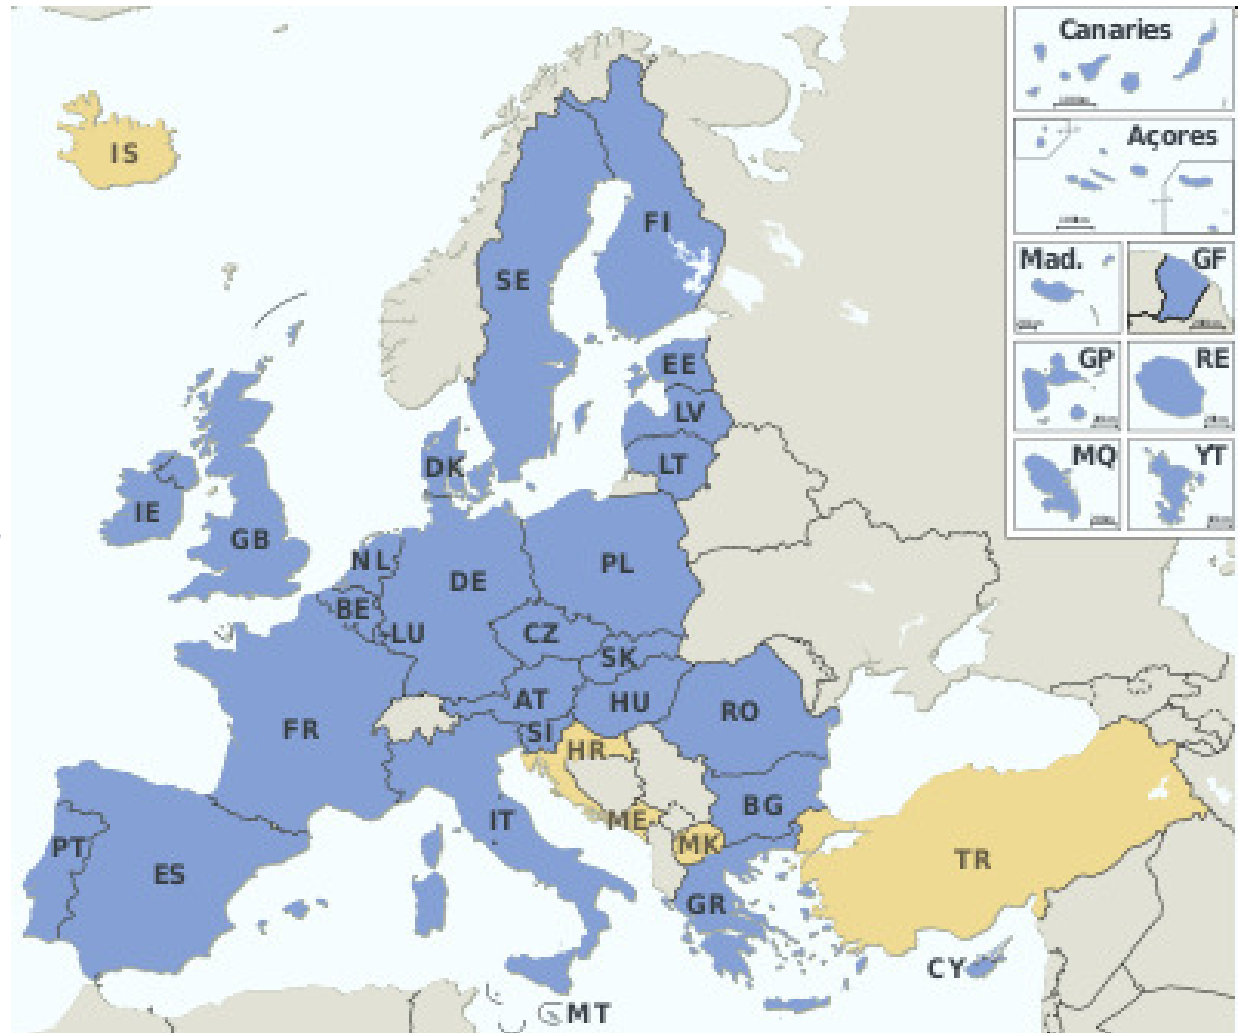 Canaries
Açores
IS
Mad.
GF
FI
SE
GP
RE
EE
LV
MQ
YT
DK
LT
IE
GB
NL
DE
PL
BE
LU
CZ
SK
AT
HU
RO
FR
SI
HR
BG
IT
ME
MK
PT
ES
TR
GR
CY
MT